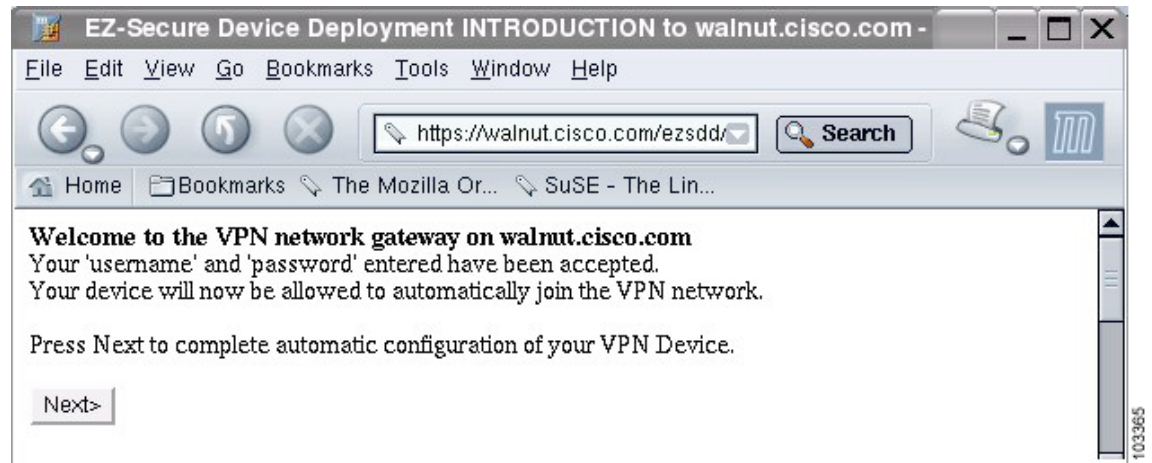 EZ-Secure Device Deployment INTRODUCTION to walnut.cisco.com -
File Edit View Go Bookmarks Tools Window Help
https://walnut.cisco.com/ezsdd/ Search
Home Bookmarks The Mozilla Or... SuSE - The Lin...
Welcome to the VPN network gateway on walnut.cisco.com
Your 'username' and 'password' entered have been accepted.
Your device will now be allowed to automatically join the VPN network.
Press Next to complete automatic configuration of your VPN Device.
Next>
103365